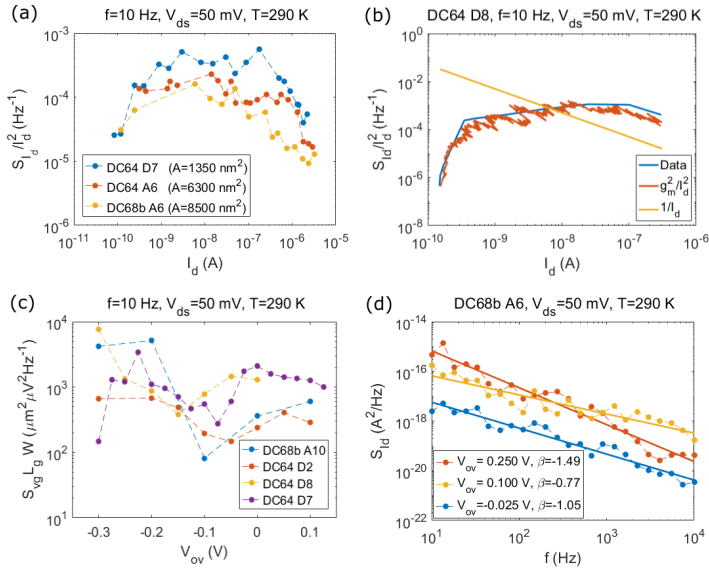 (a)
f=10 Hz, V_ds=50 mV, T=290 K
10^-3
10^-4
10^-5
10^-6
S_I_d/I_d^2 (Hz^-1)
DC64 D7 (A=1350 nm^2)
DC64 A6 (A=6300 nm^2)
DC68b A6 (A=8500 nm^2)
10^-11 10^-10 10^-9 10^-8 10^-7 10^-6 10^-5
I_d (A)
(b)
DC64 D8, f=10 Hz, V_ds=50 mV, T=290 K
10^0
10^-2
10^-4
10^-6
10^-8
S_Id/I_d^2 (Hz^-1)
Data
g_m^2/I_d^2
1/I_d
10^-10 10^-9 10^-8 10^-7 10^-6
I_d (A)
(c)
f=10 Hz, V_ds=50 mV, T=290 K
10^4
10^3
10^2
10^1
S_vg L_g W (μm^2μV^2Hz^-1)
DC68b A10
DC64 D2
DC64 D8
DC64 D7
-0.3 -0.2 -0.1 0 0.1
V_ov (V)
(d)
DC68b A6, V_ds=50 mV, T=290 K
10^-14
10^-16
10^-18
10^-20
10^-22
S_Id (A^2/Hz)
V_ov= 0.250 V, β=-1.49
V_ov= 0.100 V, β=-0.77
V_ov=-0.025 V, β=-1.05
10^1 10^2 10^3 10^4
f (Hz)